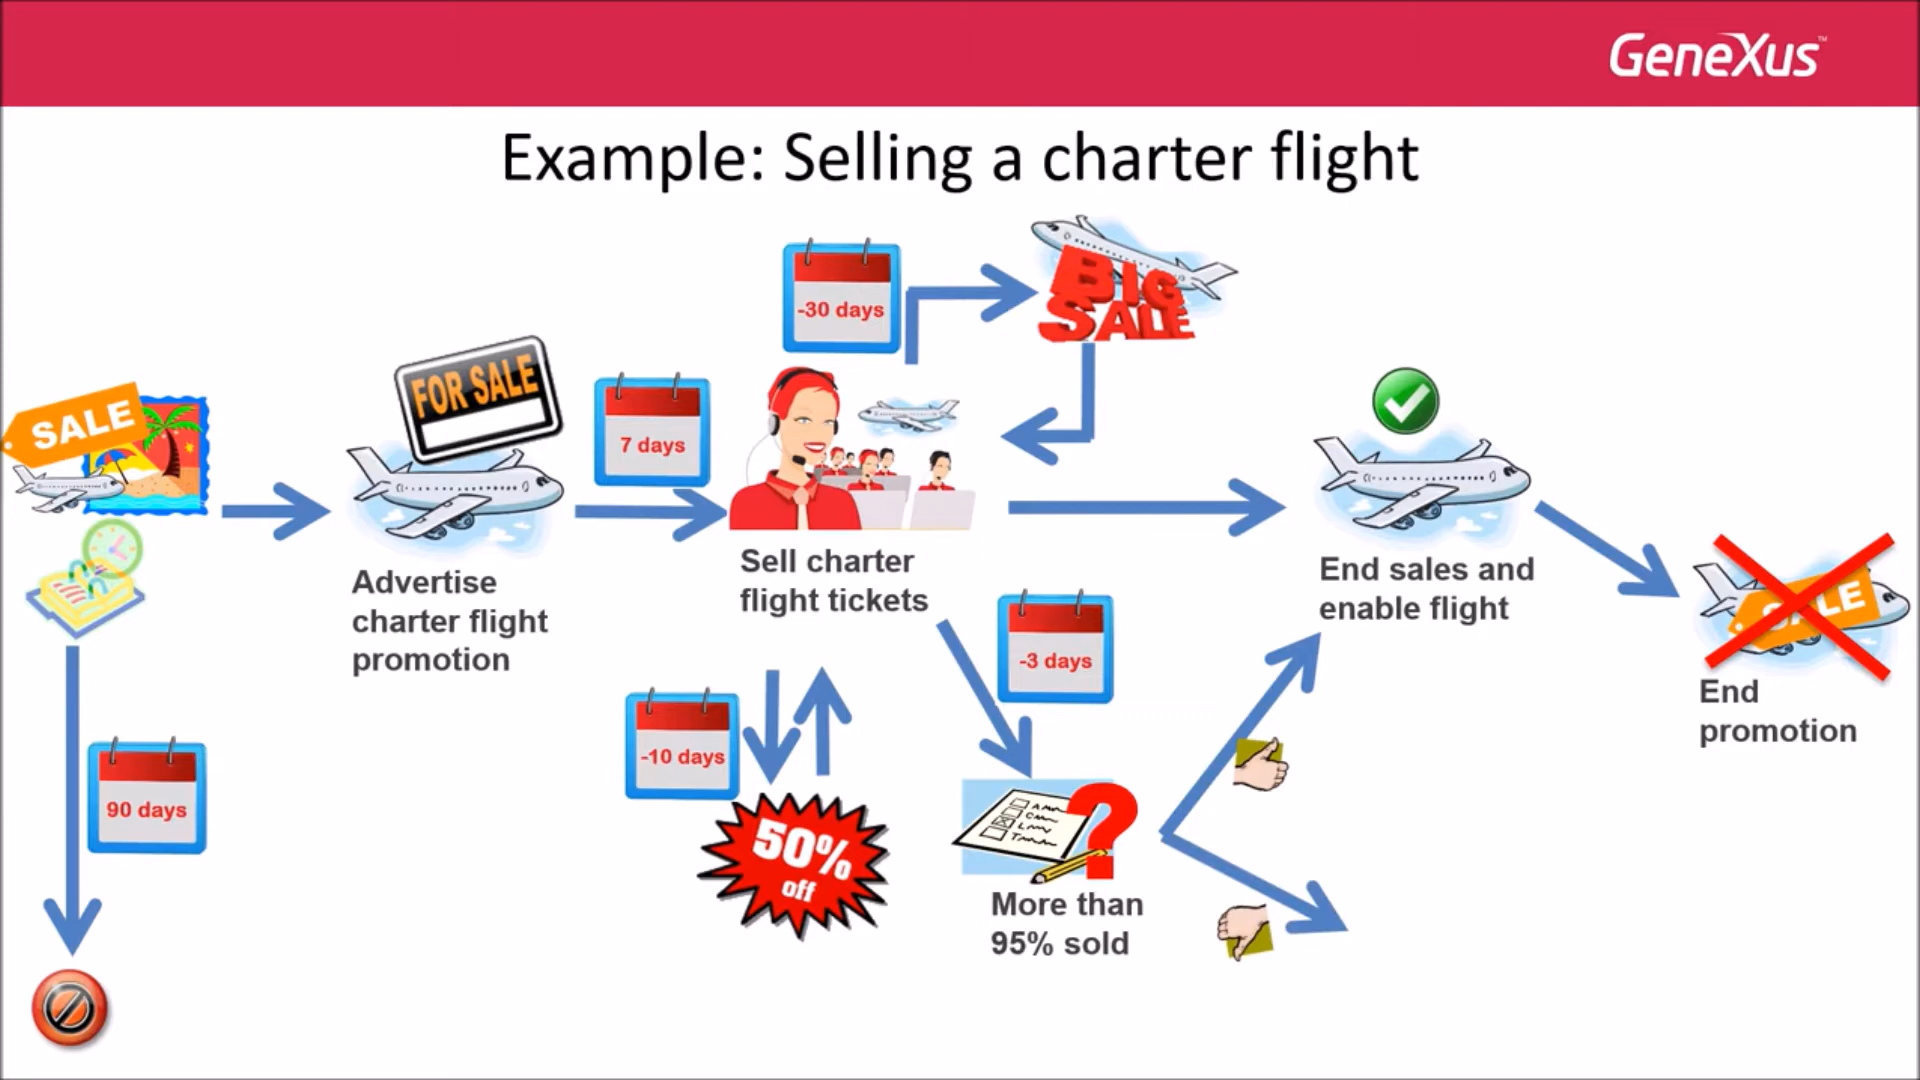 GeneXus™
Example: Selling a charter flight
-30 days
BIG
SALE
FOR SALE
7 days
SALE
Sell charter
flight tickets
Advertise
charter flight
promotion
End sales and
enable flight
-3 days
SALE
End
promotion
-10 days
90 days
50%
off
More than
95% sold